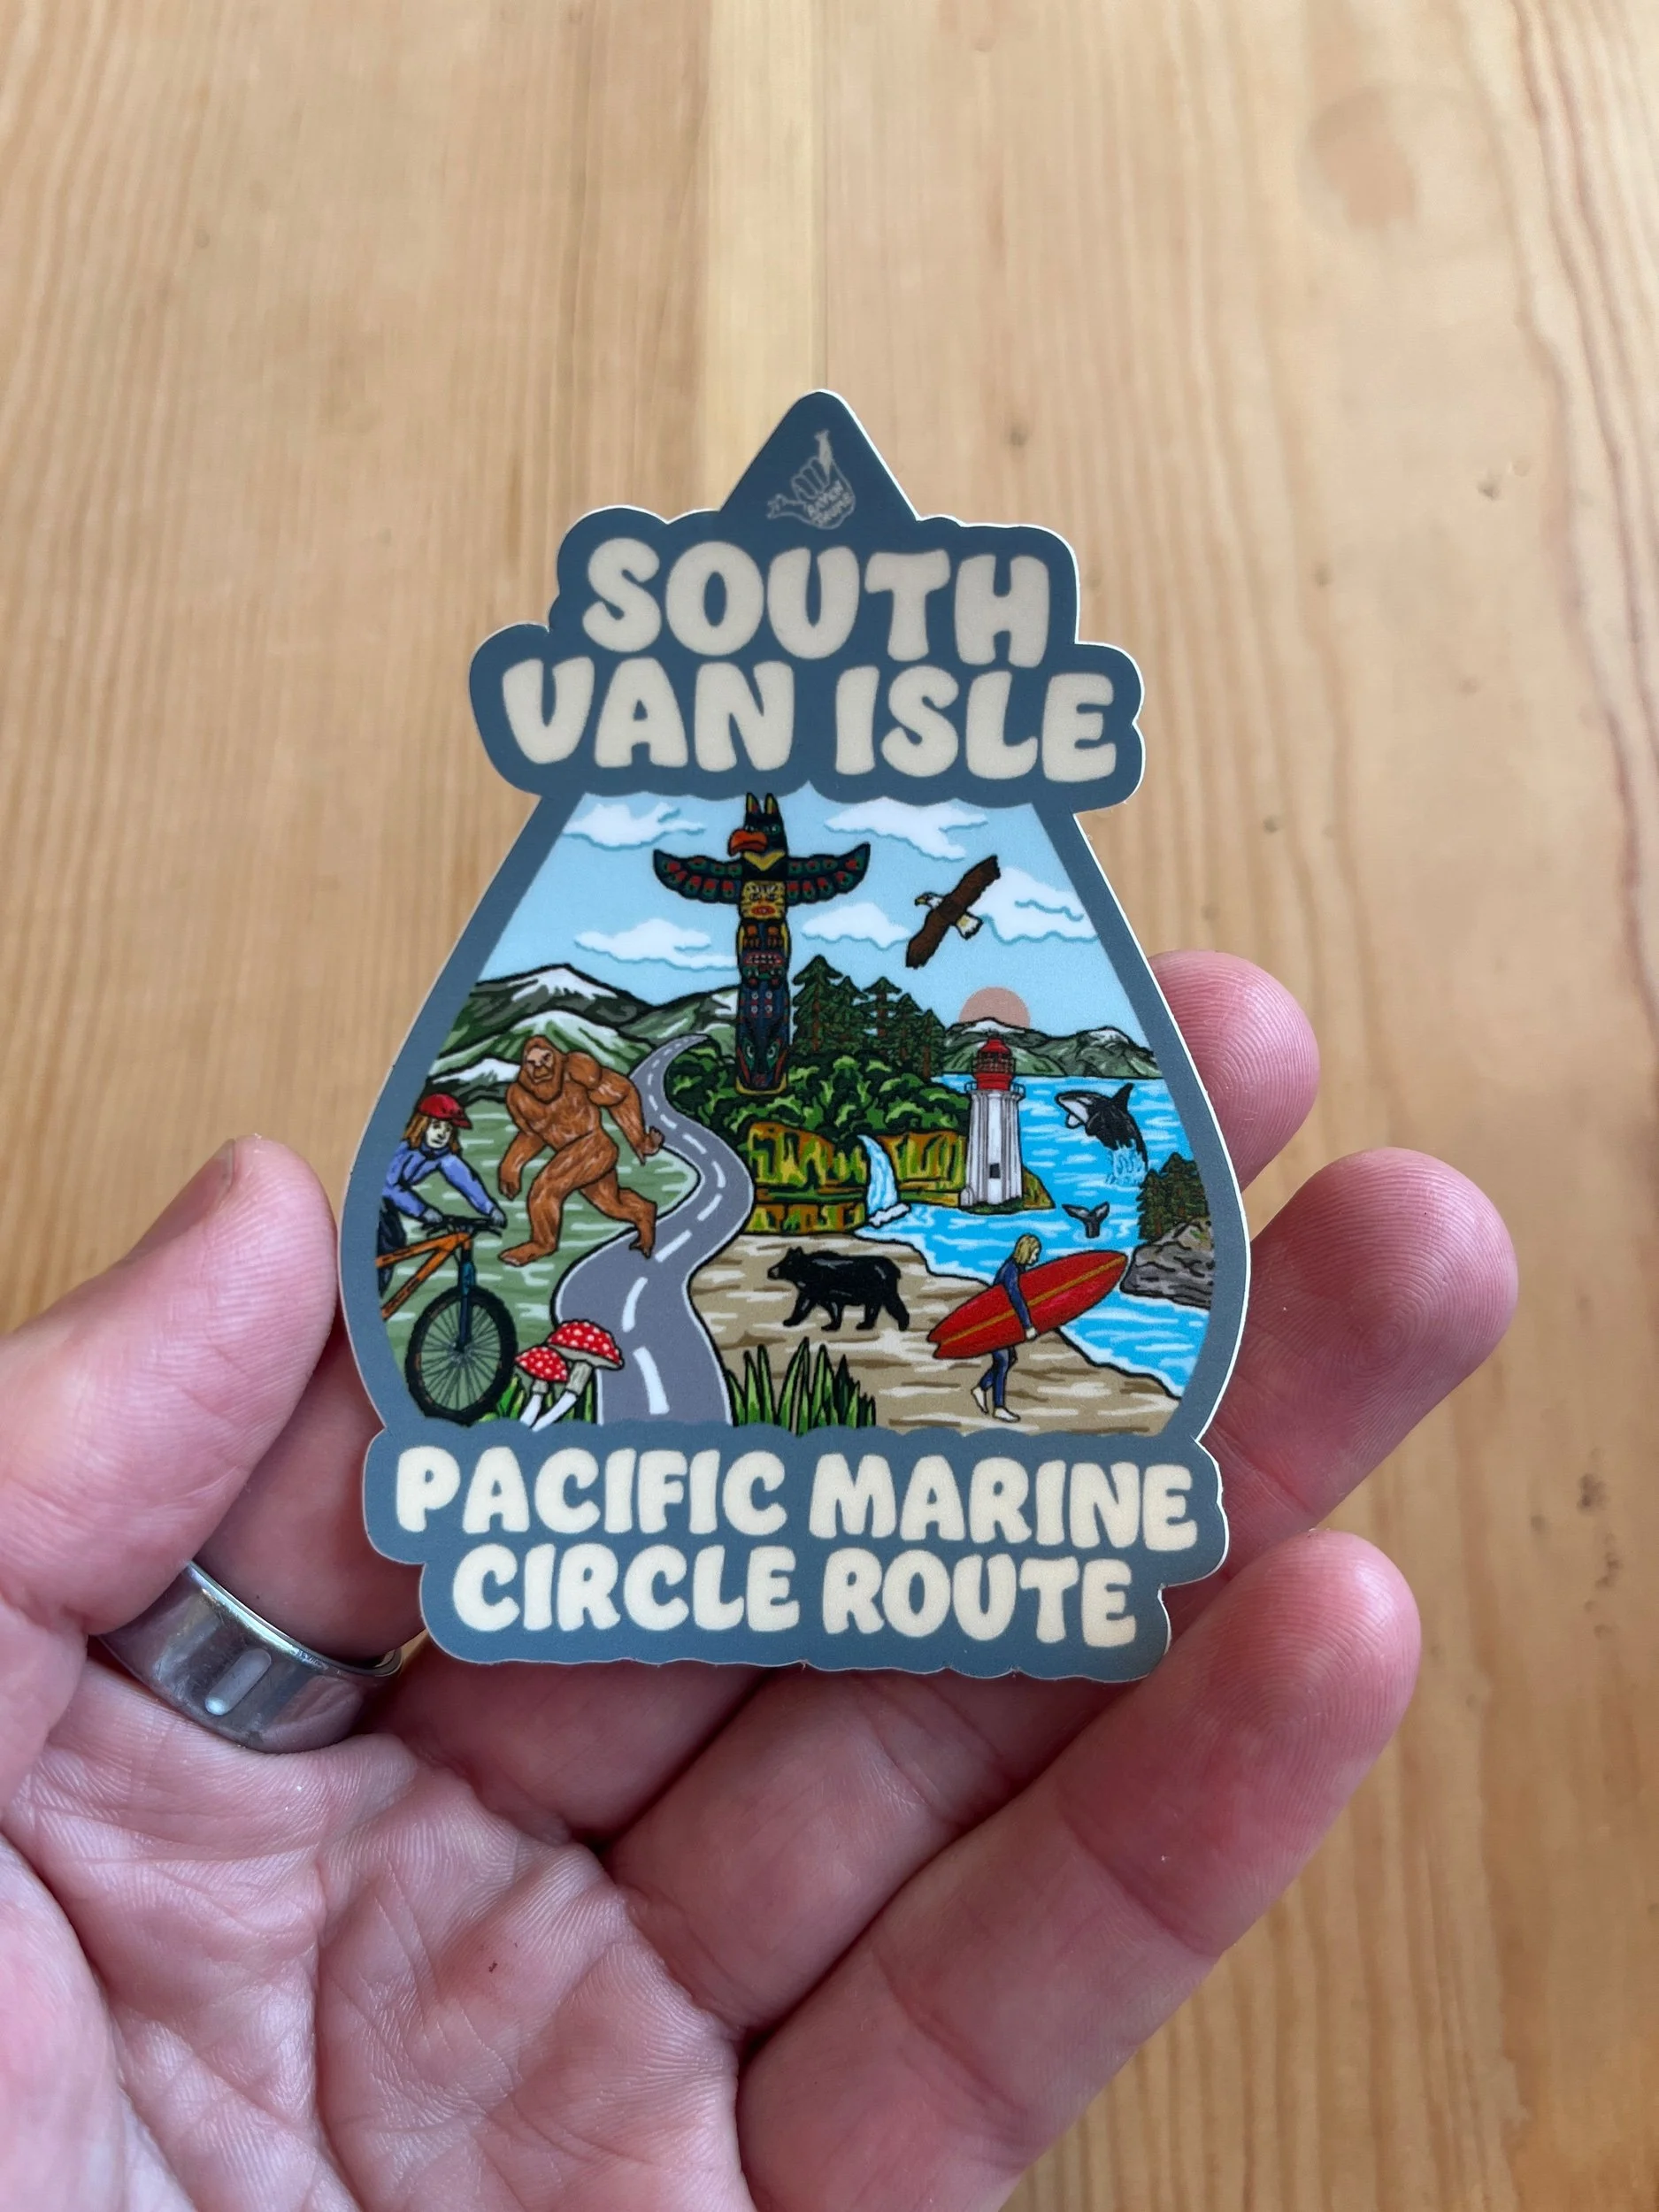 SOUTH
VAN ISLE
PACIFIC MARINE
CIRCLE ROUTE